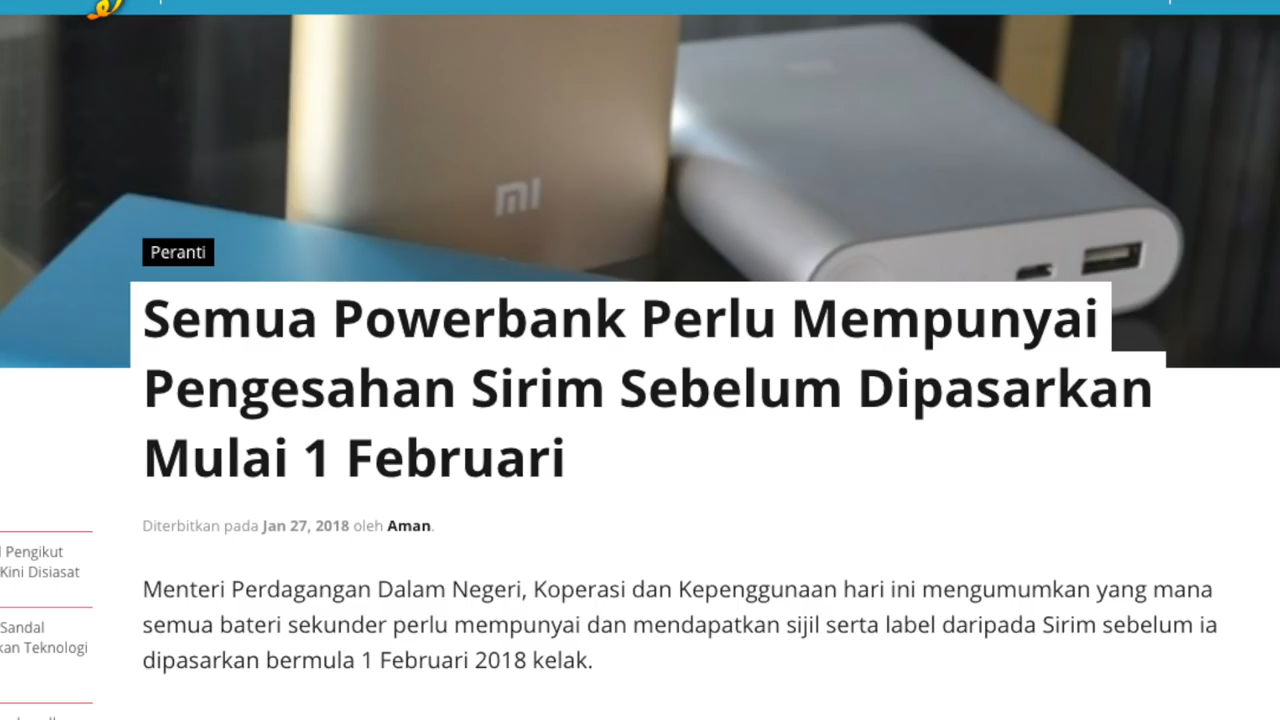 mi
Peranti
Semua Powerbank Perlu Mempunyai
Pengesahan Sirim Sebelum Dipasarkan
Mulai 1 Februari
Diterbitkan pada Jan 27, 2018 oleh Aman.
Pengikut
Kini Disiasat
Sandal
kan Teknologi
Menteri Perdagangan Dalam Negeri, Koperasi dan Kepenggunaan hari ini mengumumkan yang mana
semua bateri sekunder perlu mempunyai dan mendapatkan sijil serta label daripada Sirim sebelum ia
dipasarkan bermula 1 Februari 2018 kelak.